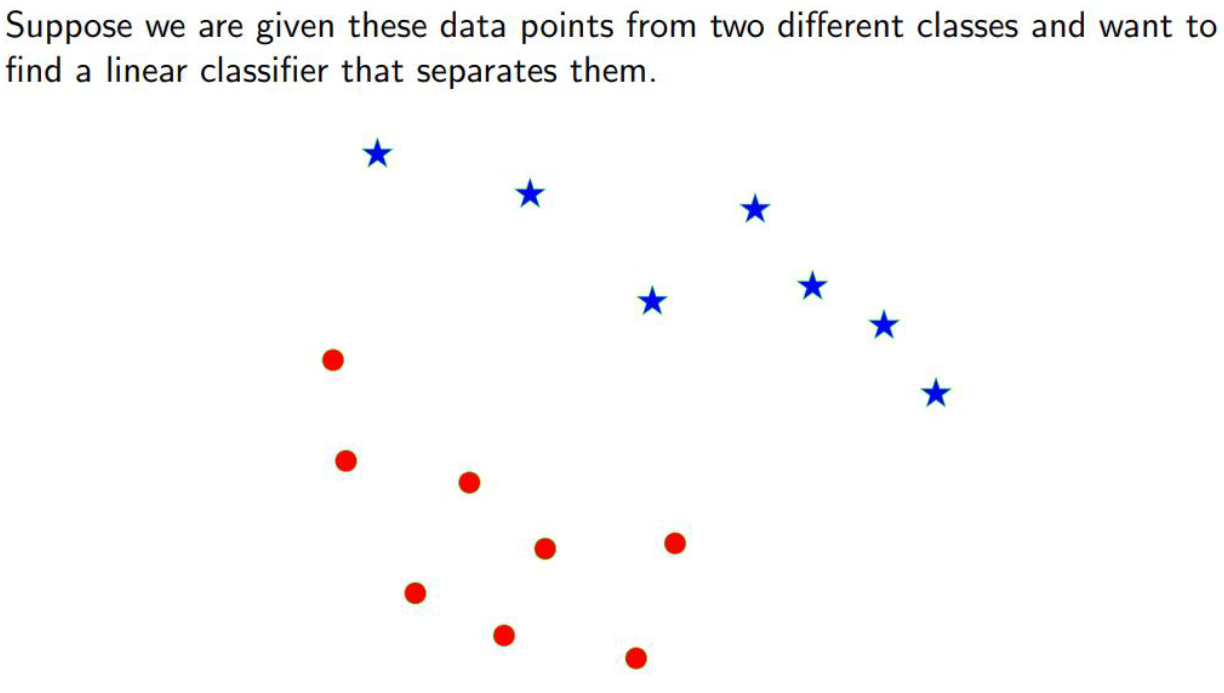 Suppose we are given these data points from two different classes and want to
find a linear classifier that separates them.